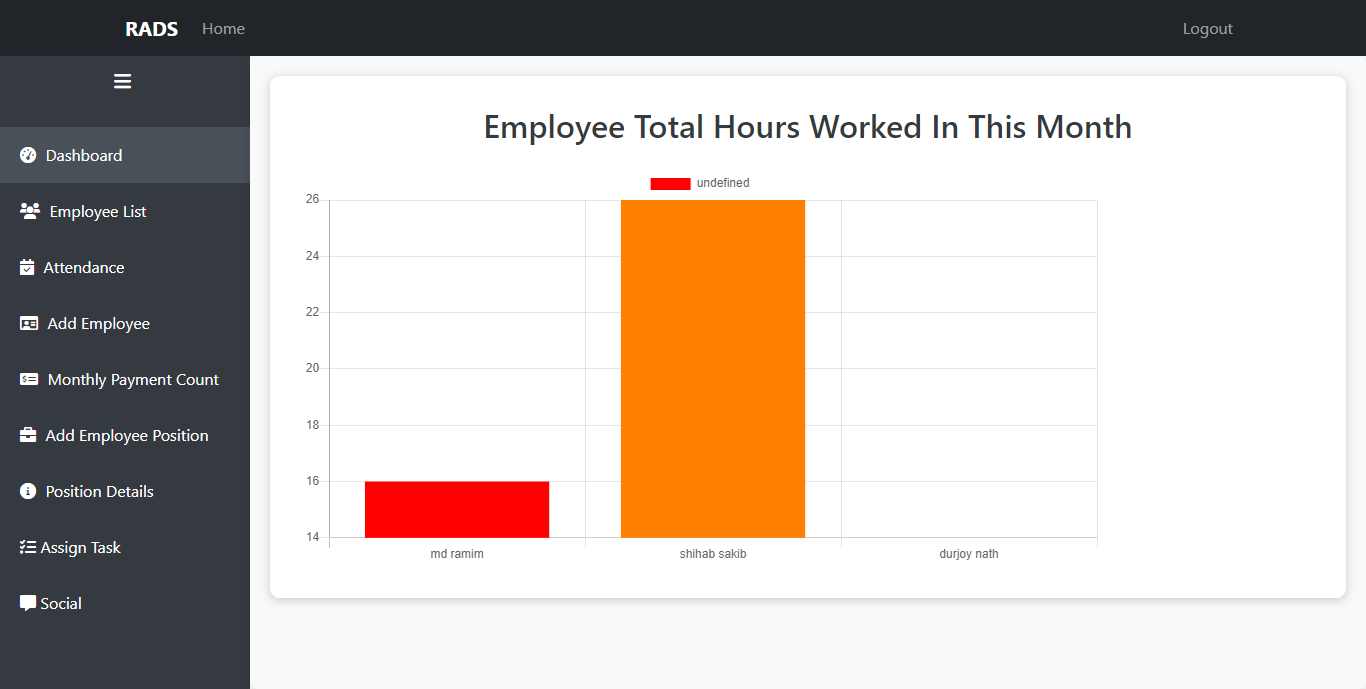 RADS Home Logout
Dashboard
Employee List
Attendance
Add Employee
Monthly Payment Count
Add Employee Position
Position Details
Assign Task
Social
Employee Total Hours Worked In This Month
undefined
26
24
22
20
18
16
14
md ramim shihab sakib durjoy nath